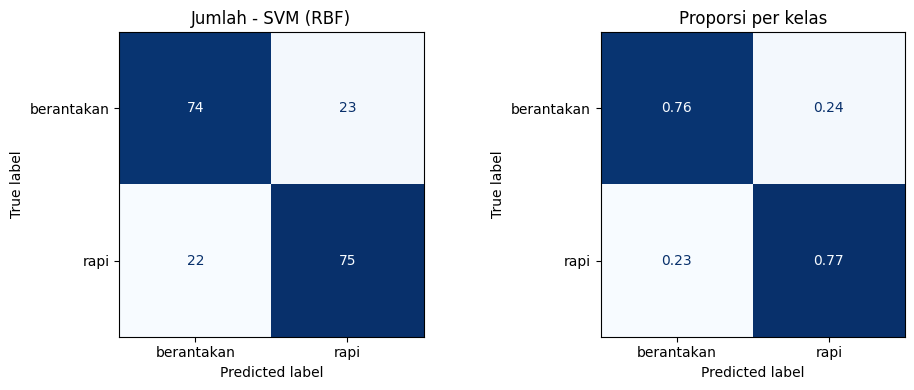 Jumlah - SVM (RBF)
berantakan
74
23
rapi
22
75
berantakan
rapi
True label
Predicted label
Proporsi per kelas
berantakan
0.76
0.24
rapi
0.23
0.77
berantakan
rapi
True label
Predicted label